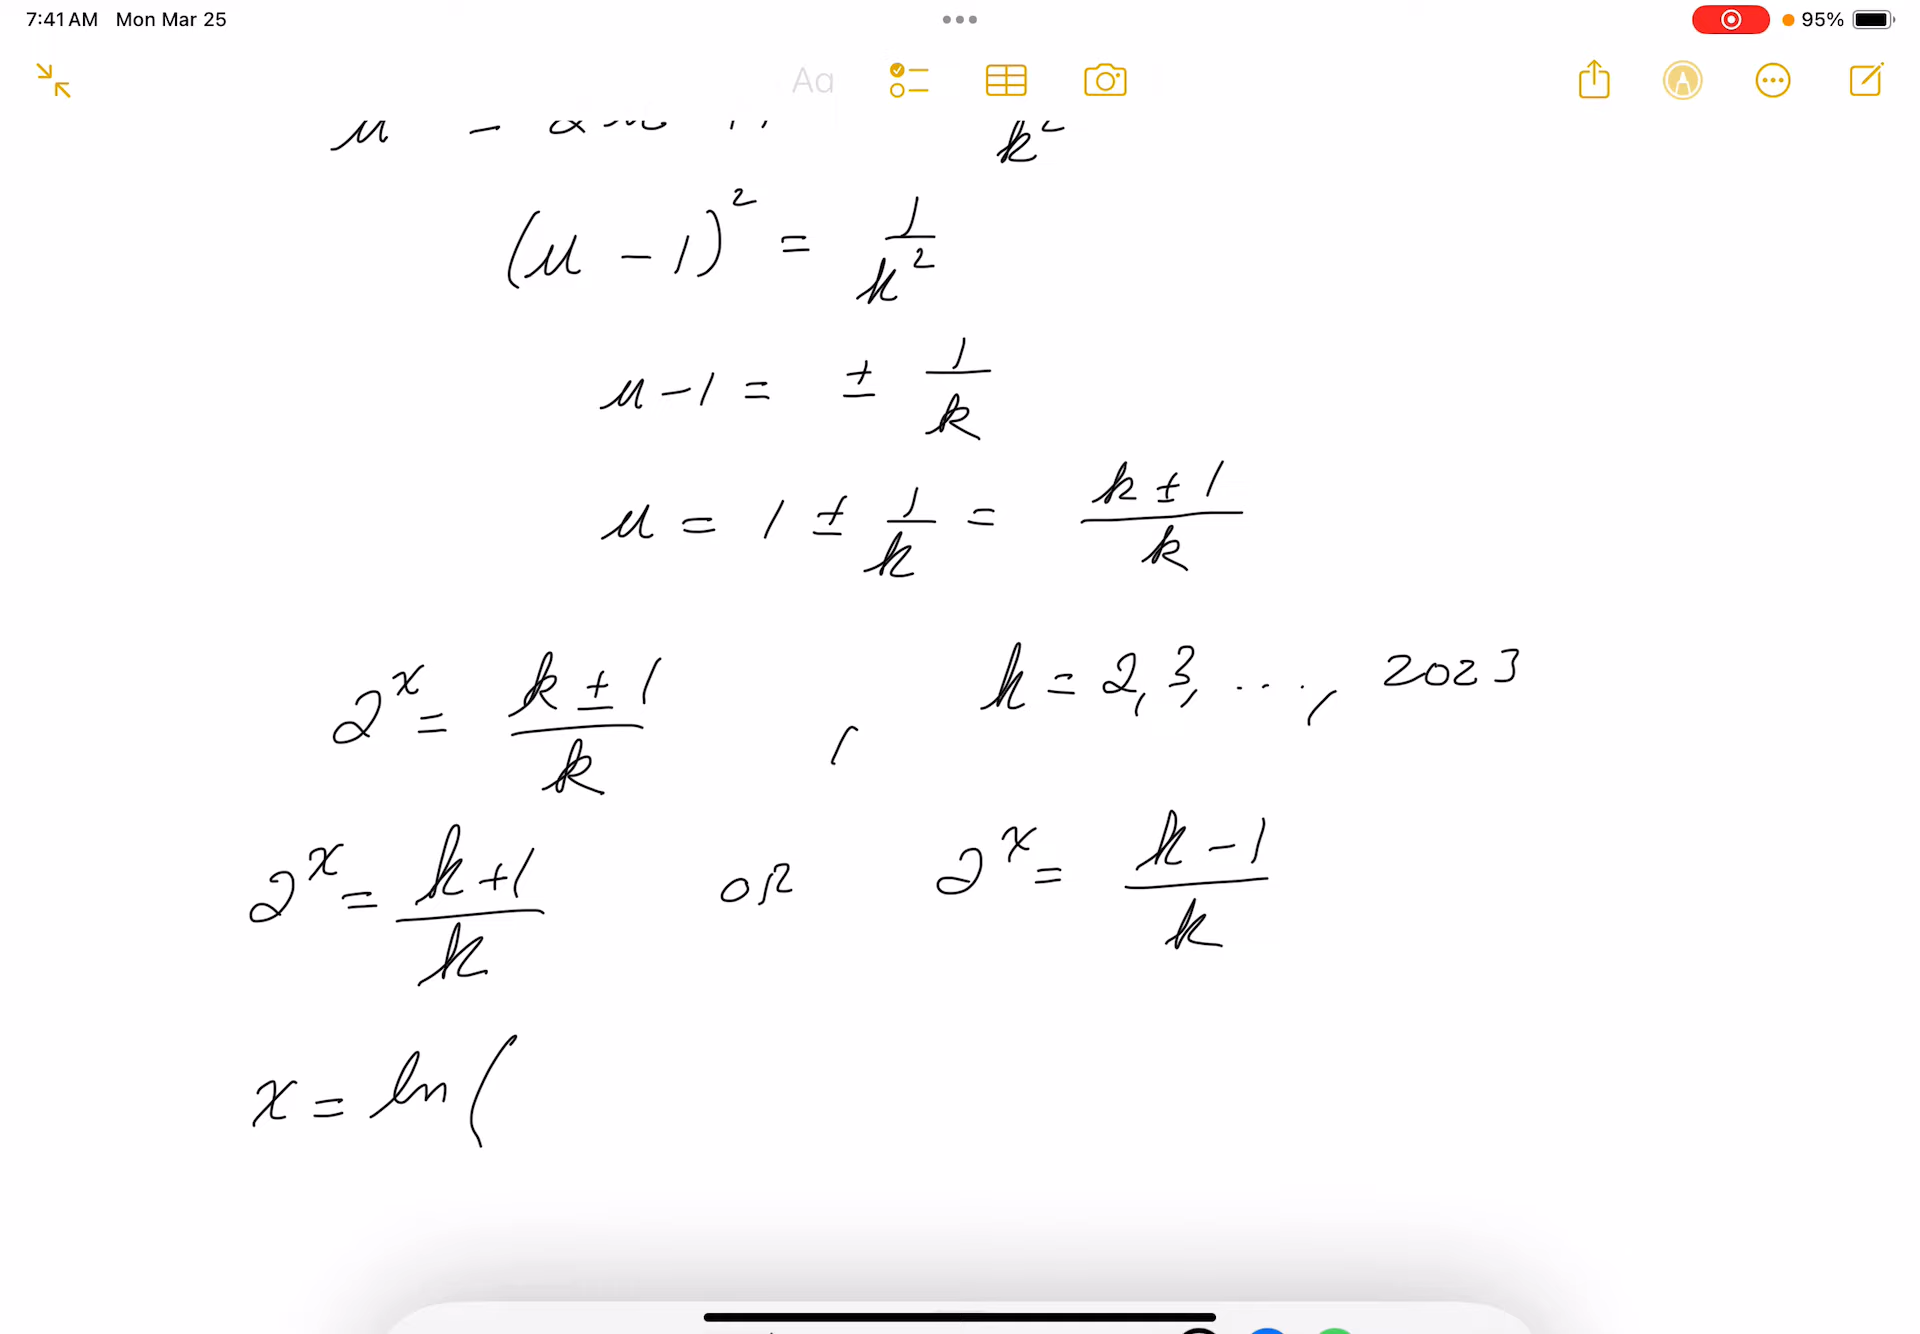 7:41 AM Mon Mar 25 95%
Aa
(u - 1)² = 1/k²
u - 1 = ± 1/k
u = 1 ± 1/k = k ± 1/k
2^x = k ± 1/k , k = 2, 3, ..., 2023
2^x = k + 1/k OR 2^x = k - 1/k
x = ln (